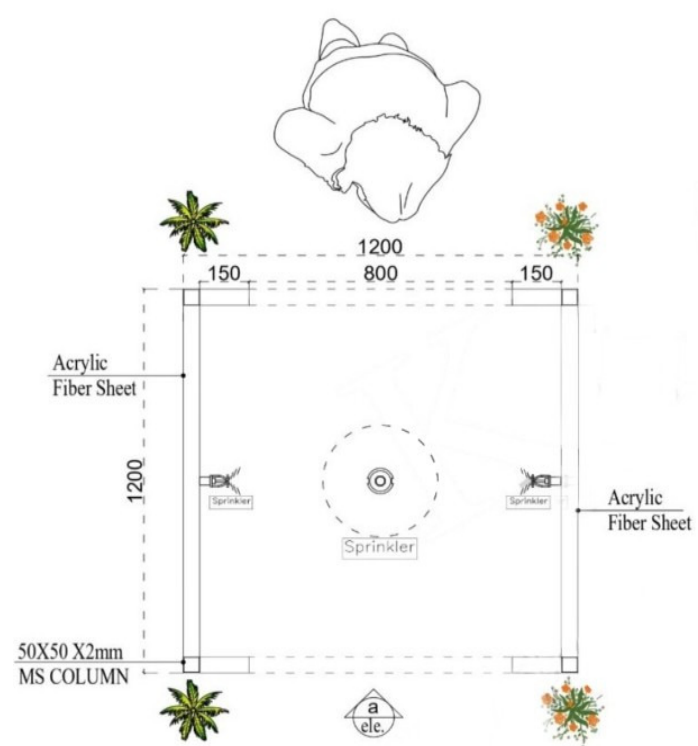 1200
150
800
150
Acrylic
Fiber Sheet
1200
Sprinkler
Sprinkler
Acrylic
Fiber Sheet
Sprinkler
50X50 X2mm
MS COLUMN
a
ele.